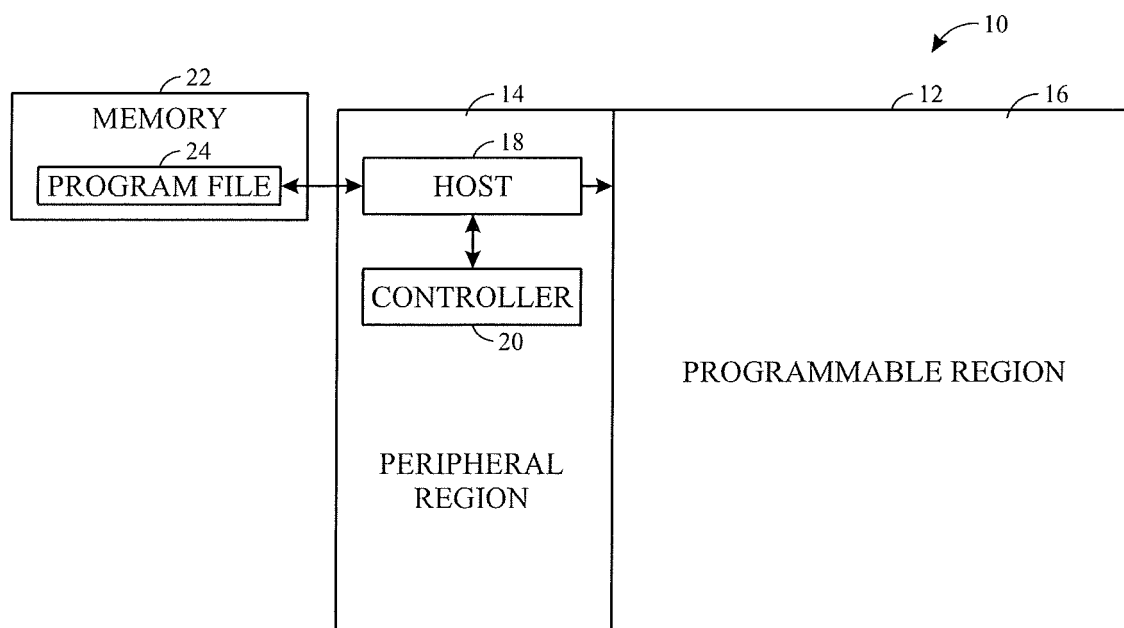 10
22
14
12
16
MEMORY
24
18
PROGRAM FILE
HOST
CONTROLLER
20
PROGRAMMABLE REGION
PERIPHERAL
REGION